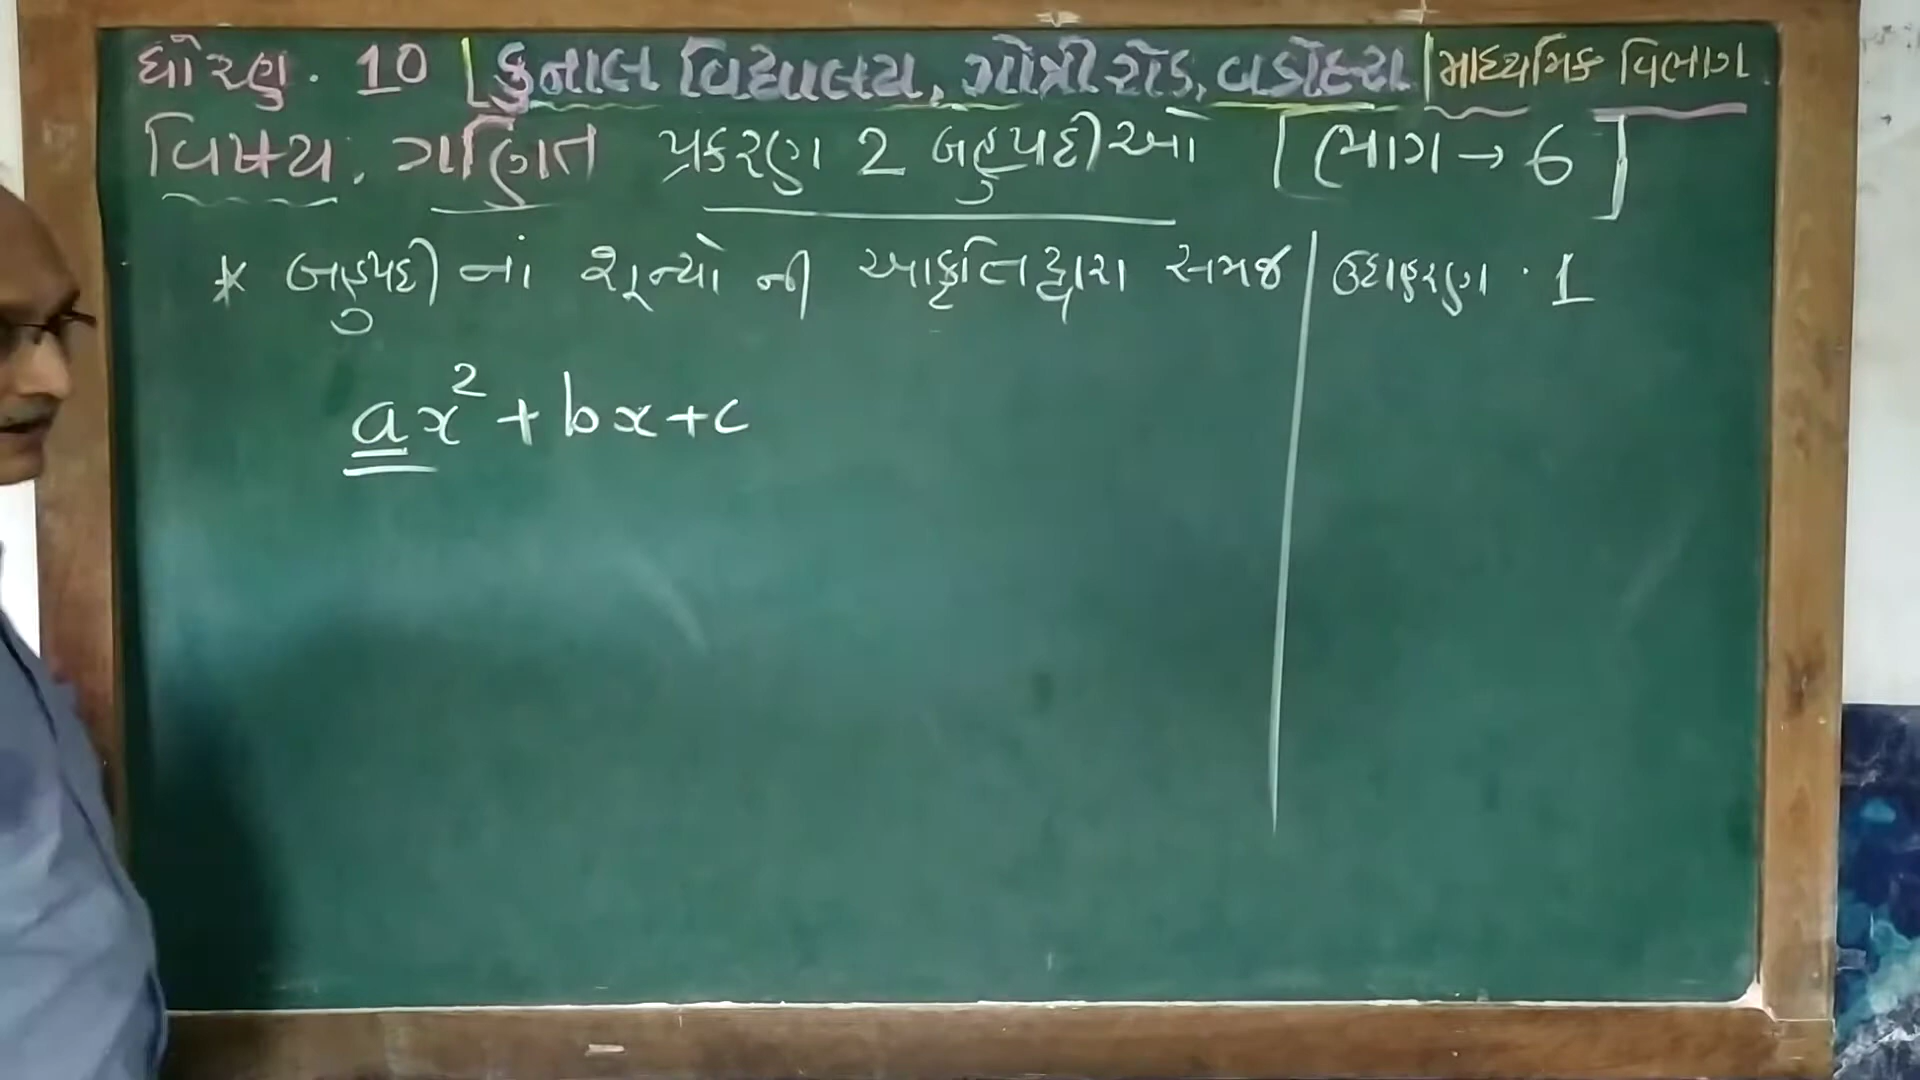 ધોરણ. 10 | કુનાલ વિદ્યાલય, ગોત્રી રોડ, વડોદરા | માધ્યમિક વિભાગ
વિષય. ગણિત પ્રકરણ 2 બહુપદીઓ [ભાગ → 6]
* બહુપદી નાં શૂન્યો ની આકૃતિ દ્વારા સમજ | ઉદાહરણ . 1
ax² + bx + c